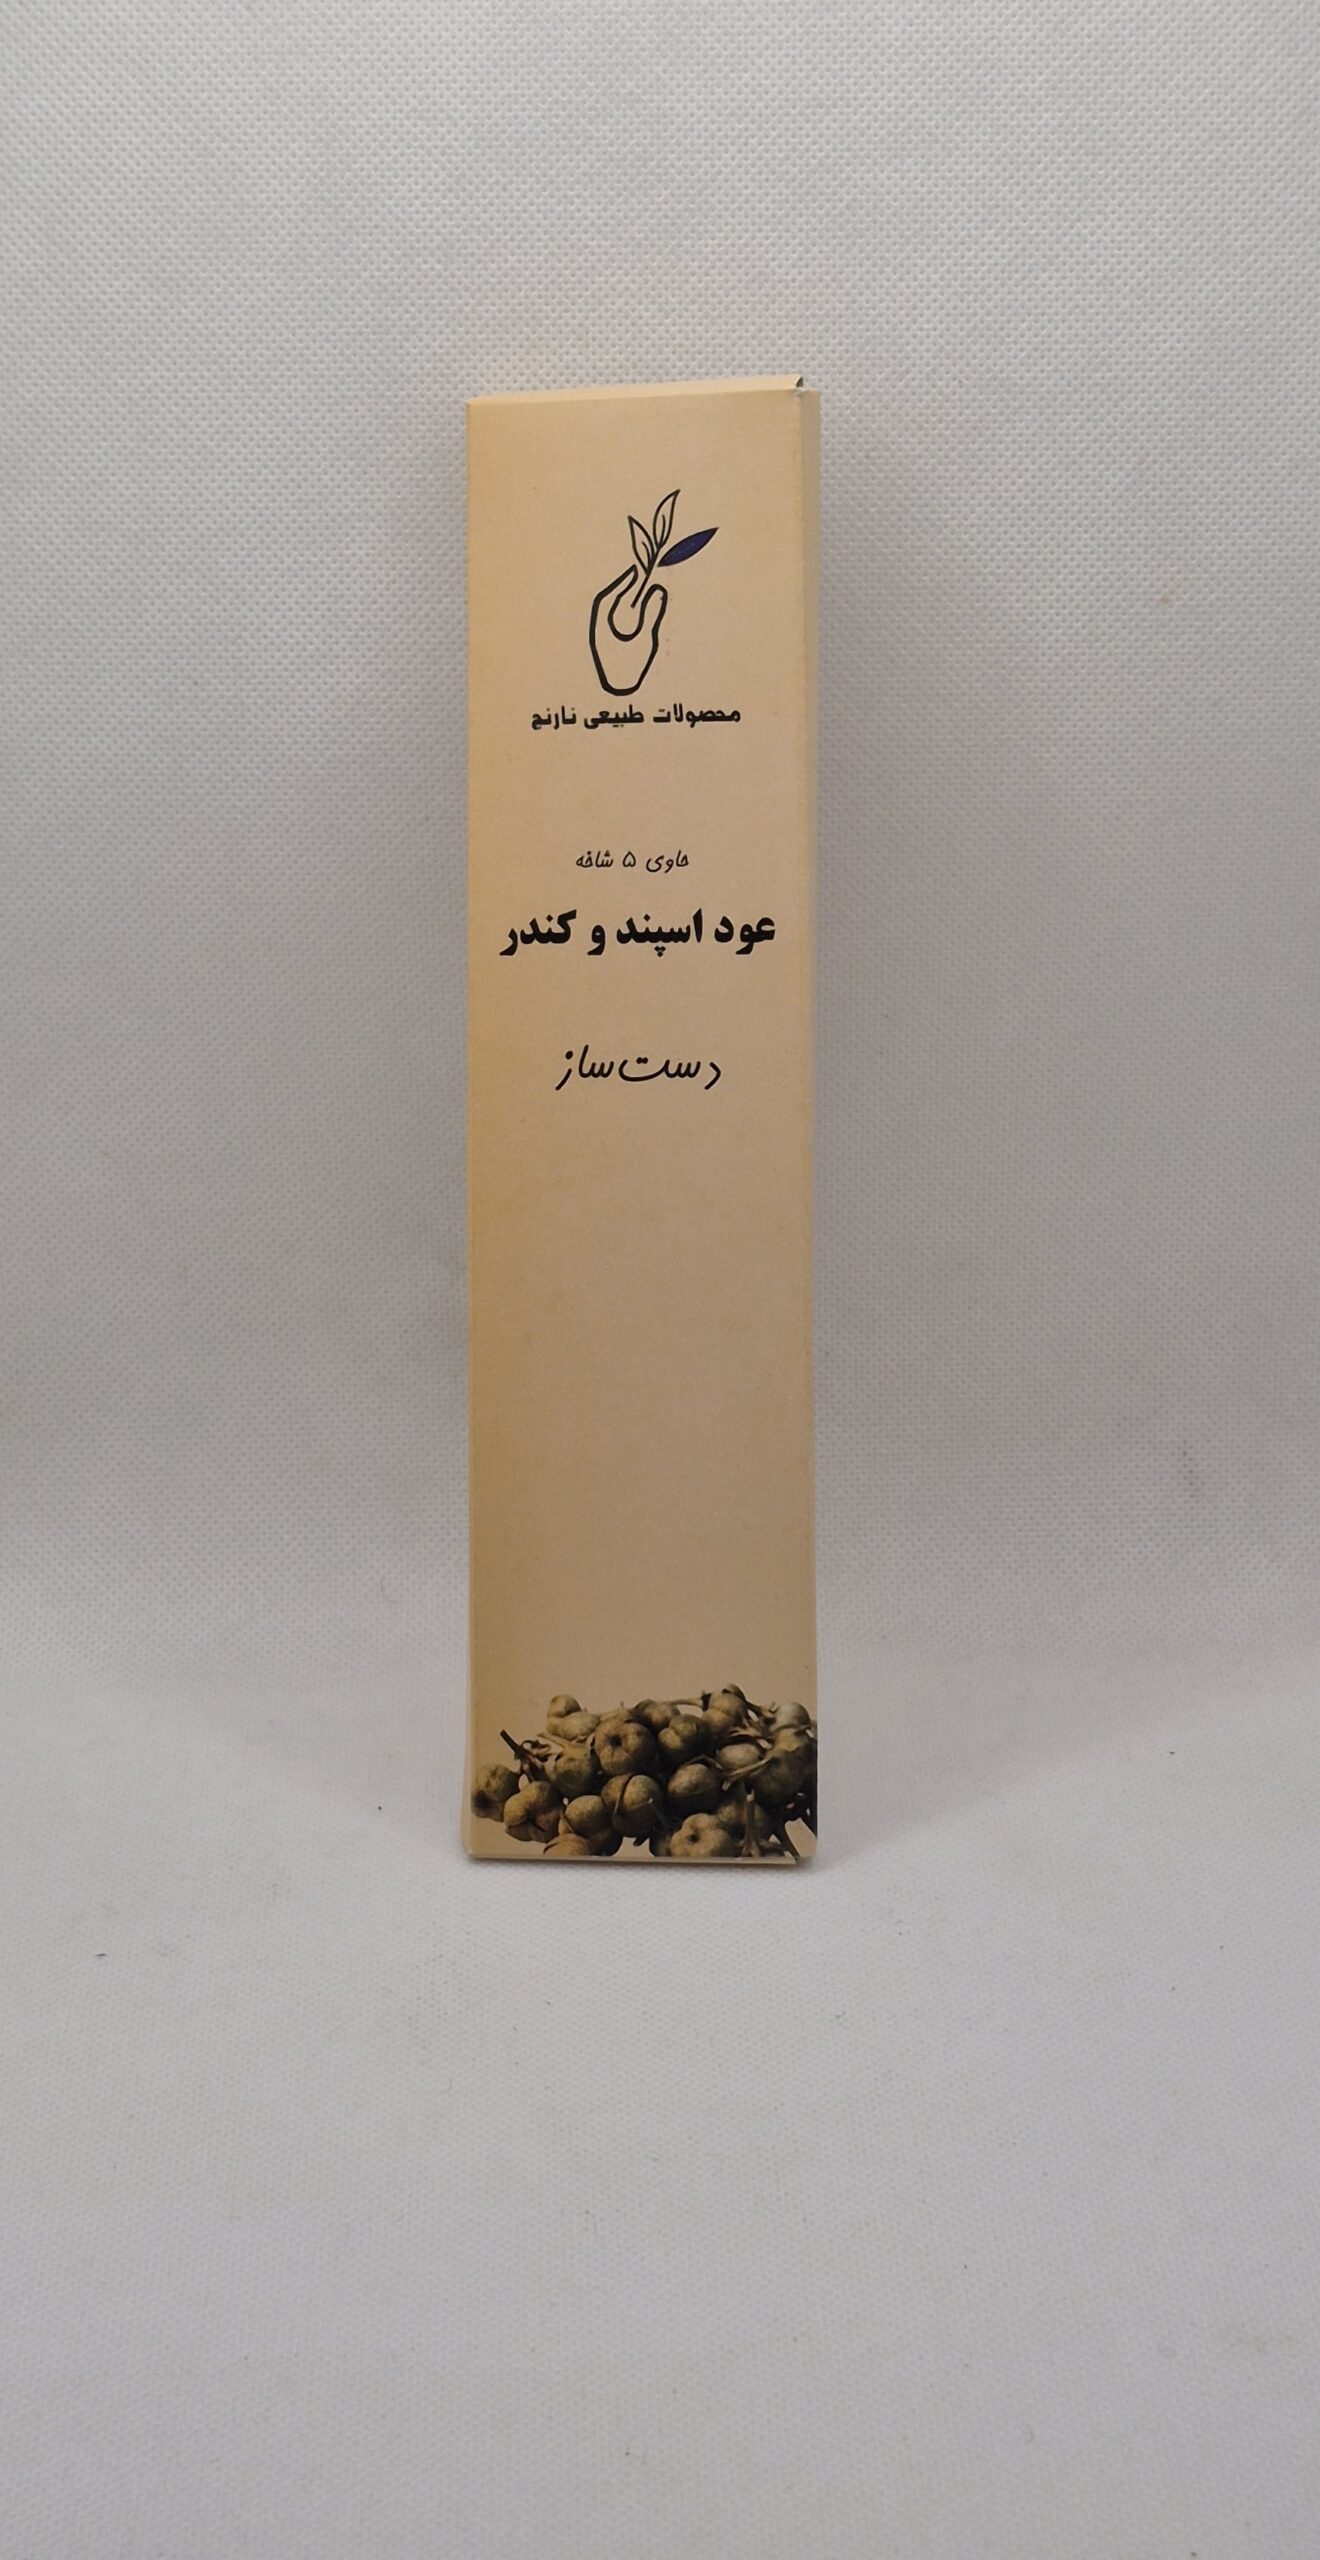 محصولات طبیعی نارنج
حاوی ۵ شاخه
عود اسپند و کندر
دست‌ساز